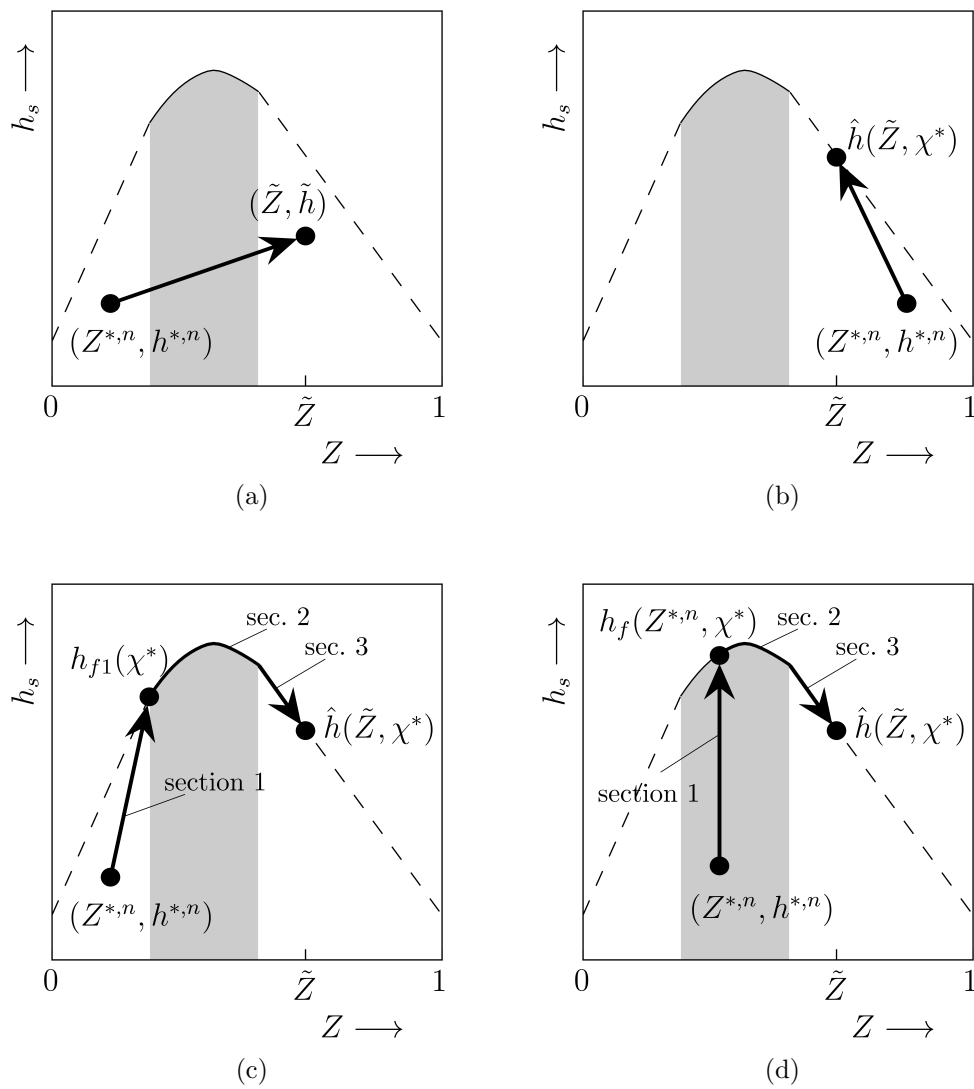 h_s ⟶
(Z̃, h̃)
(Z^{*,n}, h^{*,n})
0
Z̃
1
Z ⟶
(a)
h_s ⟶
ĥ(Z̃, χ*)
(Z^{*,n}, h^{*,n})
0
Z̃
1
Z ⟶
(b)
h_s ⟶
sec. 2
sec. 3
h_{f1}(χ*)
ĥ(Z̃, χ*)
section 1
(Z^{*,n}, h^{*,n})
0
Z̃
1
Z ⟶
(c)
h_s ⟶
h_f(Z^{*,n}, χ*)
sec. 2
sec. 3
ĥ(Z̃, χ*)
section 1
(Z^{*,n}, h^{*,n})
0
Z̃
1
Z ⟶
(d)